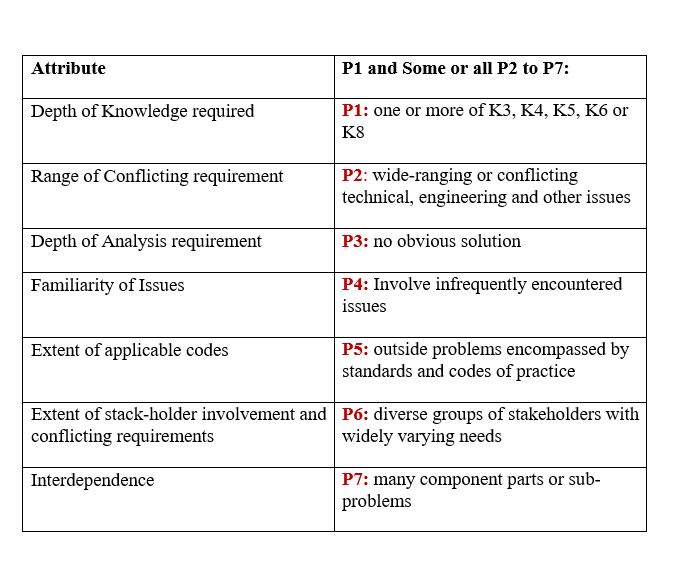 Attribute
P1 and Some or all P2 to P7:
Depth of Knowledge required
P1: one or more of K3, K4, K5, K6 or
K8
Range of Conflicting requirement
P2: wide-ranging or conflicting
technical, engineering and other issues
Depth of Analysis requirement
P3: no obvious solution
Familiarity of Issues
P4: Involve infrequently encountered
issues
Extent of applicable codes
P5: outside problems encompassed by
standards and codes of practice
Extent of stack-holder involvement and
conflicting requirements
P6: diverse groups of stakeholders with
widely varying needs
Interdependence
P7: many component parts or sub-
problems